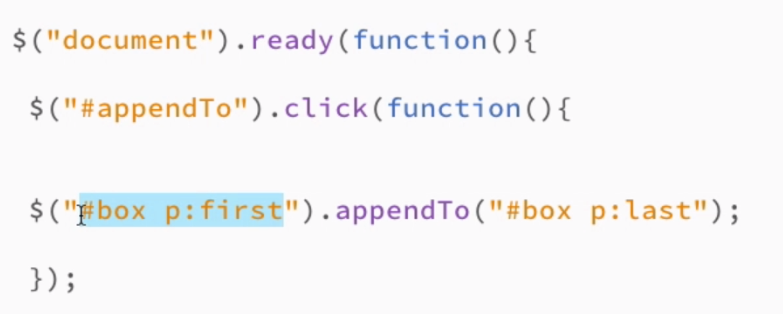 $("document").ready(function(){
$("#appendTo").click(function(){
$("#box p:first").appendTo("#box p:last");
});